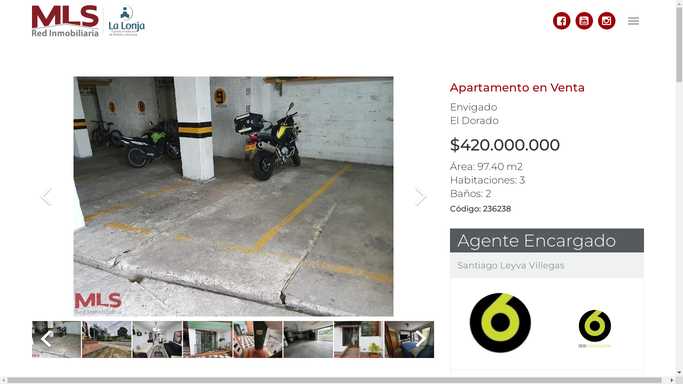 MLS
Red Inmobiliaria
La Lonja
Apartamento en Venta
Envigado
El Dorado
$420.000.000
Área: 97.40 m2
Habitaciones: 3
Baños: 2
Código: 236238
MLS
Red Inmobiliaria
Agente Encargado
Santiago Leyva Villegas